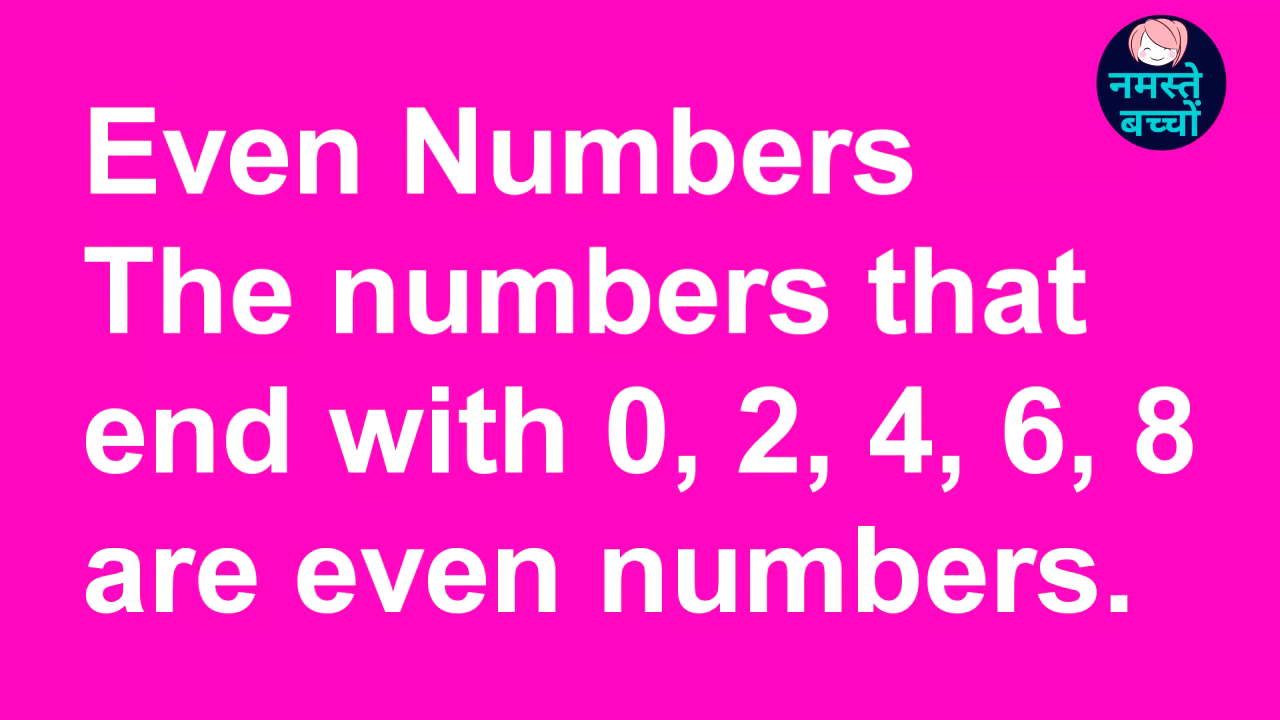 नमस्ते
बच्चों
Even Numbers
The numbers that
end with 0, 2, 4, 6, 8
are even numbers.